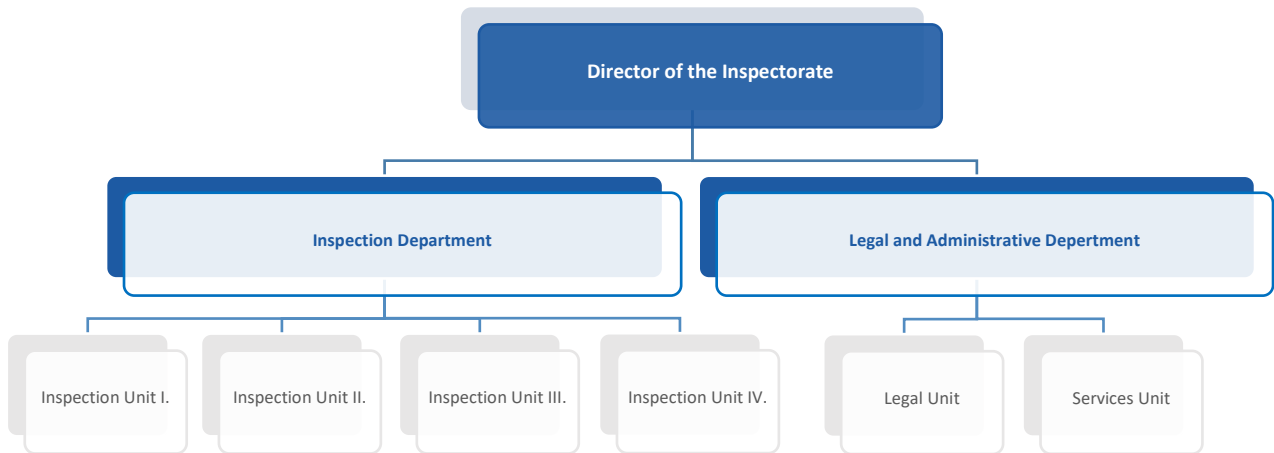 Director of the Inspectorate
Inspection Department
Legal and Administrative Depertment
Inspection Unit I.
Inspection Unit II.
Inspection Unit III.
Inspection Unit IV.
Legal Unit
Services Unit